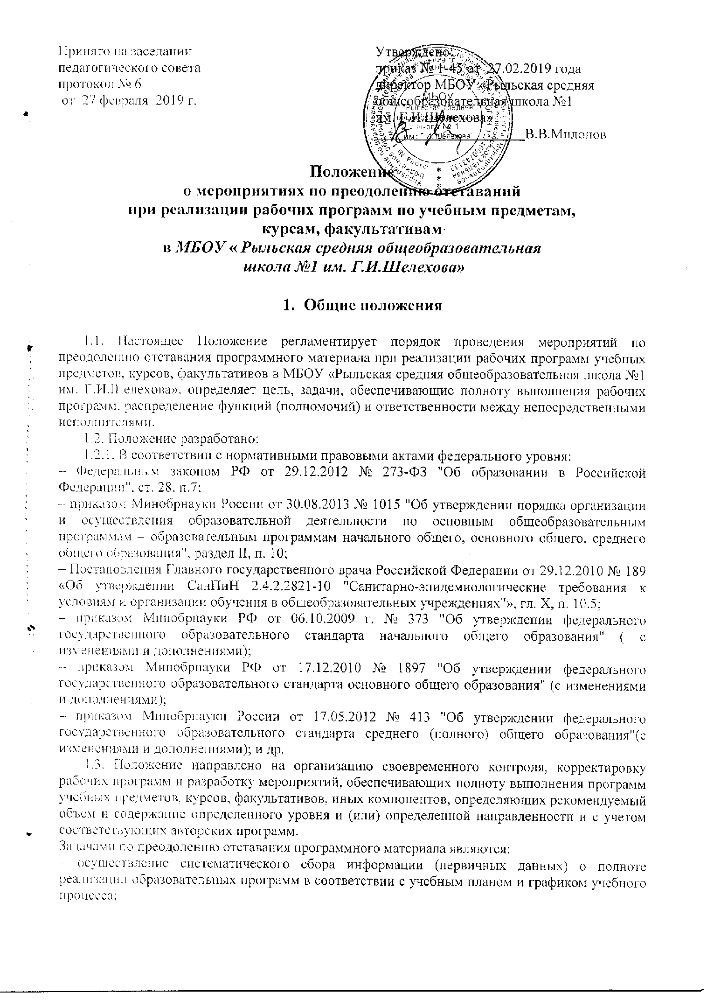 Принято на заседании
педагогического совета
протокол № 6
от 27 февраля 2019 г.
Утверждено:
приказ № 1-45 от 27.02.2019 года
директор МБОУ «Рыльская средняя
общеобразовательная школа №1
им. Г.И.Шелехова»
В.В.Милонов
МБОУ
"Рыльская средняя
школа № 1
им. Г.И. Шелехова"
Положение
о мероприятиях по преодолению отставаний
при реализации рабочих программ по учебным предметам,
курсам, факультативам
в МБОУ « Рыльская средняя общеобразовательная
школа №1 им. Г.И.Шелехова»
1. Общие положения
1.1. Настоящее Положение регламентирует порядок проведения мероприятий по
преодолению отставания программного материала при реализации рабочих программ учебных
предметов, курсов, факультативов в МБОУ «Рыльская средняя общеобразовательная школа №1
им. Г.И.Шелехова», определяет цель, задачи, обеспечивающие полноту выполнения рабочих
программ, распределение функций (полномочий) и ответственности между непосредственными
исполнителями.
1.2. Положение разработано:
1.2.1. В соответствии с нормативными правовыми актами федерального уровня:
– Федеральным законом РФ от 29.12.2012 № 273-ФЗ "Об образовании в Российской
Федерации", ст. 28, п.7;
– приказом Минобрнауки России от 30.08.2013 № 1015 "Об утверждении порядка организации
и осуществления образовательной деятельности по основным общеобразовательным
программам – образовательным программам начального общего, основного общего, среднего
общего образования", раздел II, п. 10;
– Постановления Главного государственного врача Российской Федерации от 29.12.2010 № 189
«Об утверждении СанПиН 2.4.2.2821-10 "Санитарно-эпидемиологические требования к
условиям и организации обучения в общеобразовательных учреждениях"», гл. X, п. 10.5;
– приказом Минобрнауки РФ от 06.10.2009 г. № 373 "Об утверждении федерального
государственного образовательного стандарта начального общего образования" ( с
изменениями и дополнениями);
– приказом Минобрнауки РФ от 17.12.2010 № 1897 "Об утверждении федерального
государственного образовательного стандарта основного общего образования" (с изменениями
и дополнениями);
– приказом Минобрнауки России от 17.05.2012 № 413 "Об утверждении федерального
государственного образовательного стандарта среднего (полного) общего образования"(с
изменениями и дополнениями); и др.
1.3. Положение направлено на организацию своевременного контроля, корректировку
рабочих программ и разработку мероприятий, обеспечивающих полноту выполнения программ
учебных предметов, курсов, факультативов, иных компонентов, определяющих рекомендуемый
объем и содержание определенного уровня и (или) определенной направленности и с учетом
соответствующих авторских программ.
Задачами по преодолению отставания программного материала являются:
– осуществление систематического сбора информации (первичных данных) о полноте
реализации образовательных программ в соответствии с учебным планом и графиком учебного
процесса;